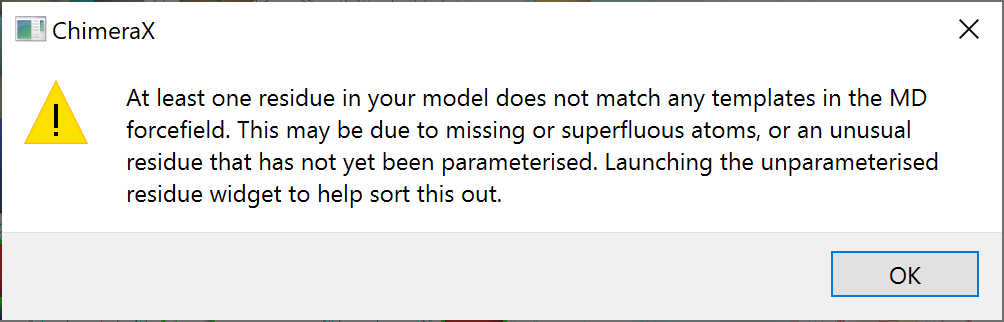 ChimeraX
At least one residue in your model does not match any templates in the MD
forcefield. This may be due to missing or superfluous atoms, or an unusual
residue that has not yet been parameterised. Launching the unparameterised
residue widget to help sort this out.
OK